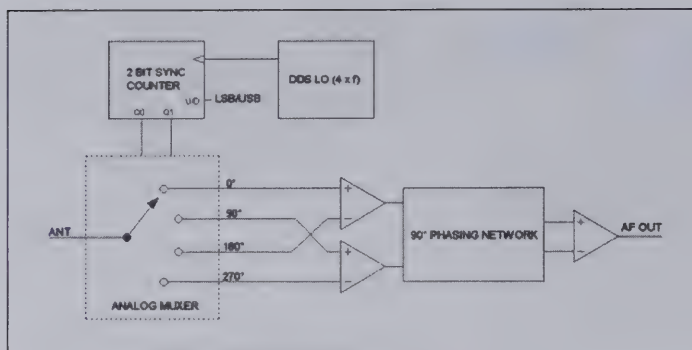 2 BIT SYNC
COUNTER
DDS LO (4 x f)
U/D
LSB/USB
Q0 Q1
0°
90°
180°
270°
ANT
ANALOG MUXER
+
−
+
−
90° PHASING NETWORK
+
−
AF OUT